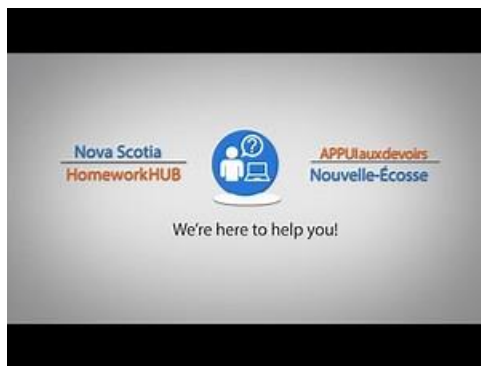 Nova Scotia
HomeworkHUB
?
APPUIauxdevoirs
Nouvelle-Écosse
We're here to help you!